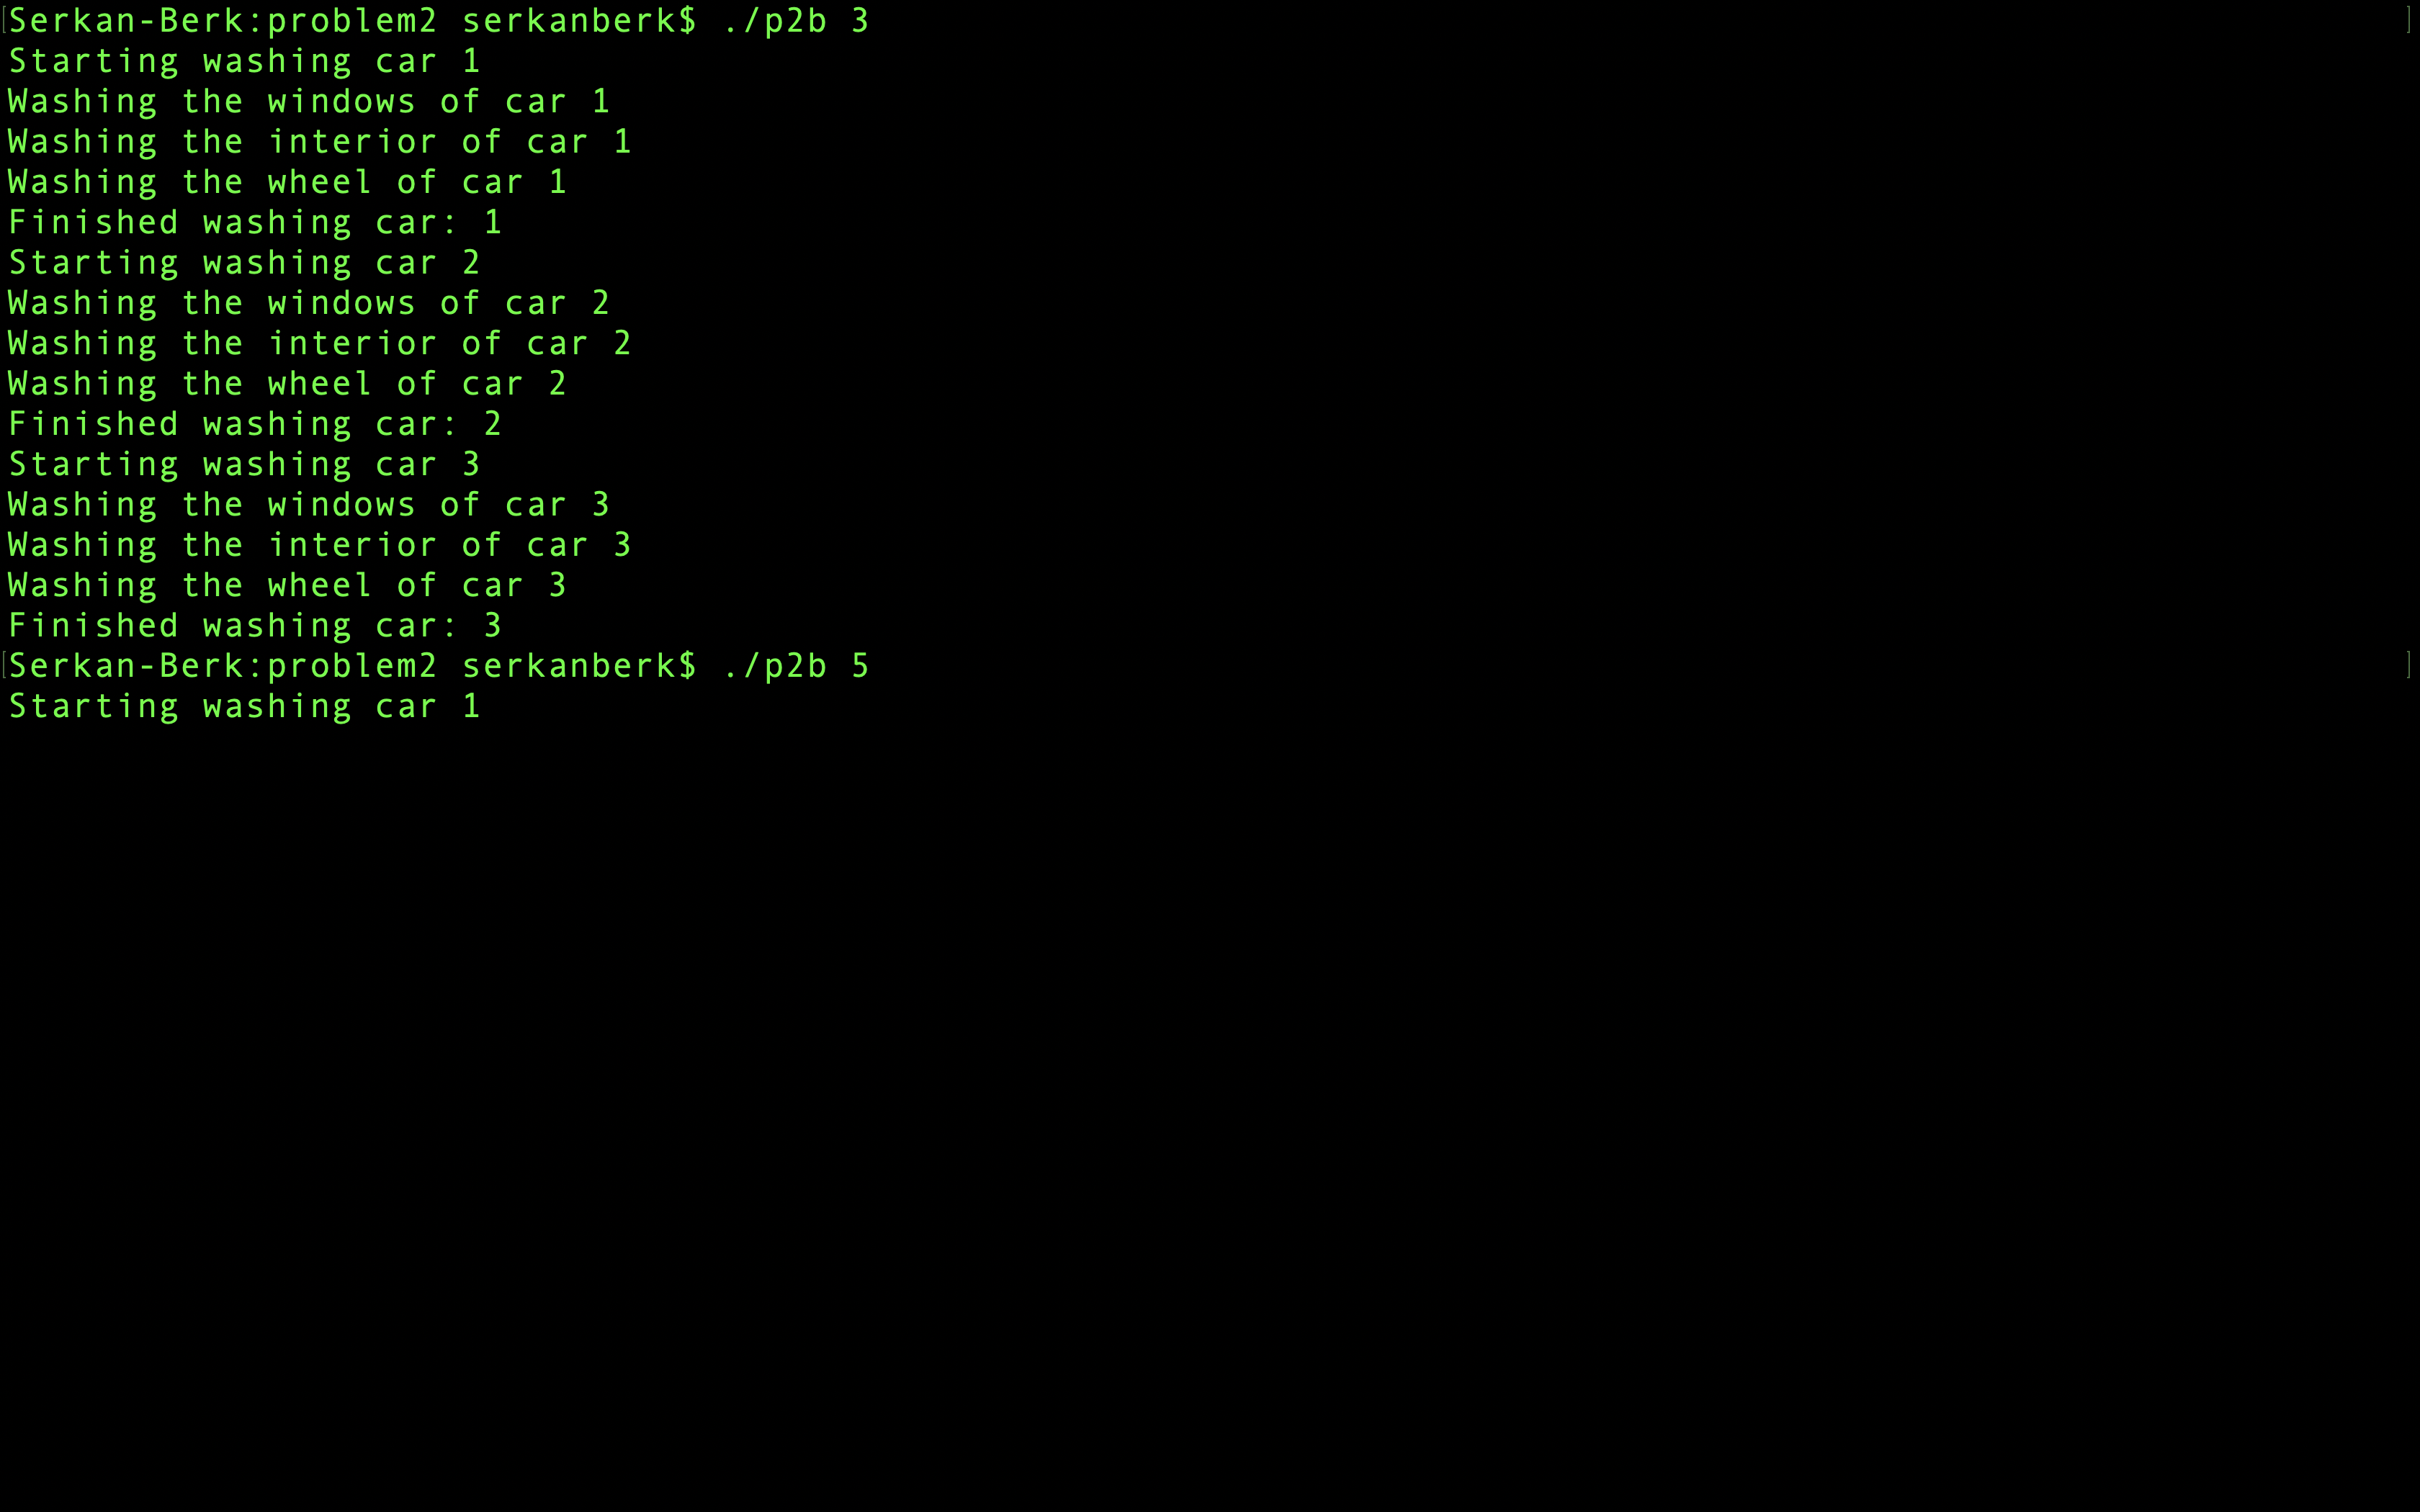 [Serkan-Berk:problem2 serkanberk$ ./p2b 3 ]
Starting washing car 1
Washing the windows of car 1
Washing the interior of car 1
Washing the wheel of car 1
Finished washing car: 1
Starting washing car 2
Washing the windows of car 2
Washing the interior of car 2
Washing the wheel of car 2
Finished washing car: 2
Starting washing car 3
Washing the windows of car 3
Washing the interior of car 3
Washing the wheel of car 3
Finished washing car: 3
[Serkan-Berk:problem2 serkanberk$ ./p2b 5 ]
Starting washing car 1